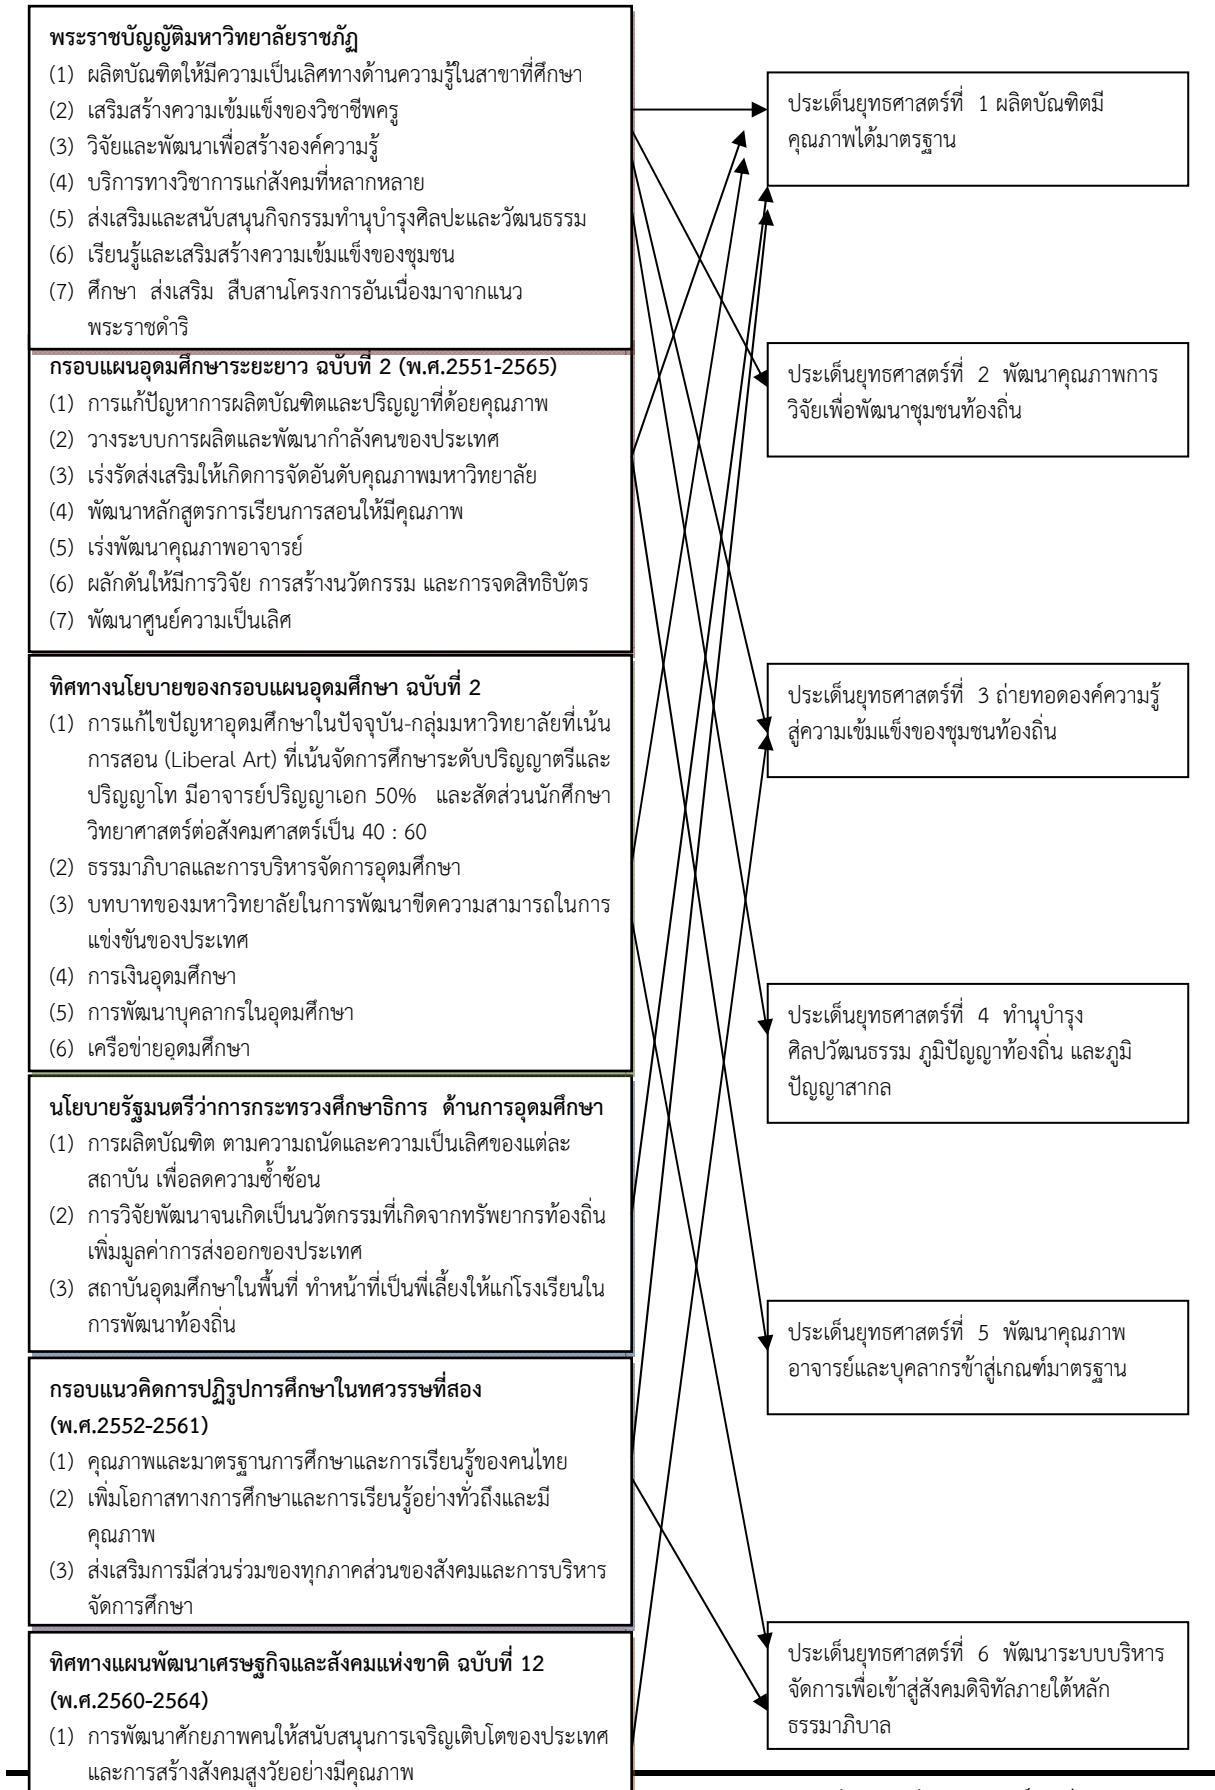 พระราชบัญญัติมหาวิทยาลัยราชภัฏ
(1) ผลิตบัณฑิตให้มีความเป็นเลิศทางด้านความรู้ในสาขาที่ศึกษา
(2) เสริมสร้างความเข้มแข็งของวิชาชีพครู
(3) วิจัยและพัฒนาเพื่อสร้างองค์ความรู้
(4) บริการทางวิชาการแก่สังคมที่หลากหลาย
(5) ส่งเสริมและสนับสนุนกิจกรรมทำนุบำรุงศิลปะและวัฒนธรรม
(6) เรียนรู้และเสริมสร้างความเข้มแข็งของชุมชน
(7) ศึกษา ส่งเสริม สืบสานโครงการอันเนื่องมาจากแนว
พระราชดำริ
กรอบแผนอุดมศึกษาระยะยาว ฉบับที่ 2 (พ.ศ.2551-2565)
(1) การแก้ปัญหาการผลิตบัณฑิตและปริญญาที่ด้อยคุณภาพ
(2) วางระบบการผลิตและพัฒนากำลังคนของประเทศ
(3) เร่งรัดส่งเสริมให้เกิดการจัดอันดับคุณภาพมหาวิทยาลัย
(4) พัฒนาหลักสูตรการเรียนการสอนให้มีคุณภาพ
(5) เร่งพัฒนาคุณภาพอาจารย์
(6) ผลักดันให้มีการวิจัย การสร้างนวัตกรรม และการจดสิทธิบัตร
(7) พัฒนาศูนย์ความเป็นเลิศ
ทิศทางนโยบายของกรอบแผนอุดมศึกษา ฉบับที่ 2
(1) การแก้ไขปัญหาอุดมศึกษาในปัจจุบัน-กลุ่มมหาวิทยาลัยที่เน้น
การสอน (Liberal Art) ที่เน้นจัดการศึกษาระดับปริญญาตรีและ
ปริญญาโท มีอาจารย์ปริญญาเอก 50% และสัดส่วนนักศึกษา
วิทยาศาสตร์ต่อสังคมศาสตร์เป็น 40 : 60
(2) ธรรมาภิบาลและการบริหารจัดการอุดมศึกษา
(3) บทบาทของมหาวิทยาลัยในการพัฒนาขีดความสามารถในการ
แข่งขันของประเทศ
(4) การเงินอุดมศึกษา
(5) การพัฒนาบุคลากรในอุดมศึกษา
(6) เครือข่ายอุดมศึกษา
นโยบายรัฐมนตรีว่าการกระทรวงศึกษาธิการ ด้านการอุดมศึกษา
(1) การผลิตบัณฑิต ตามความถนัดและความเป็นเลิศของแต่ละ
สถาบัน เพื่อลดความซ้ำซ้อน
(2) การวิจัยพัฒนาจนเกิดเป็นนวัตกรรมที่เกิดจากทรัพยากรท้องถิ่น
เพิ่มมูลค่าการส่งออกของประเทศ
(3) สถาบันอุดมศึกษาในพื้นที่ ทำหน้าที่เป็นพี่เลี้ยงให้แก่โรงเรียนใน
การพัฒนาท้องถิ่น
กรอบแนวคิดการปฏิรูปการศึกษาในทศวรรษที่สอง
(พ.ศ.2552-2561)
(1) คุณภาพและมาตรฐานการศึกษาและการเรียนรู้ของคนไทย
(2) เพิ่มโอกาสทางการศึกษาและการเรียนรู้อย่างทั่วถึงและมี
คุณภาพ
(3) ส่งเสริมการมีส่วนร่วมของทุกภาคส่วนของสังคมและการบริหาร
จัดการศึกษา
ทิศทางแผนพัฒนาเศรษฐกิจและสังคมแห่งชาติ ฉบับที่ 12
(พ.ศ.2560-2564)
(1) การพัฒนาศักยภาพคนให้สนับสนุนการเจริญเติบโตของประเทศ
และการสร้างสังคมสูงวัยอย่างมีคุณภาพ
ประเด็นยุทธศาสตร์ที่ 1 ผลิตบัณฑิตมี
คุณภาพได้มาตรฐาน
ประเด็นยุทธศาสตร์ที่ 2 พัฒนาคุณภาพการ
วิจัยเพื่อพัฒนาชุมชนท้องถิ่น
ประเด็นยุทธศาสตร์ที่ 3 ถ่ายทอดองค์ความรู้
สู่ความเข้มแข็งของชุมชนท้องถิ่น
ประเด็นยุทธศาสตร์ที่ 4 ทำนุบำรุง
ศิลปวัฒนธรรม ภูมิปัญญาท้องถิ่น และภูมิ
ปัญญาสากล
ประเด็นยุทธศาสตร์ที่ 5 พัฒนาคุณภาพ
อาจารย์และบุคลากรข้าสู่เกณฑ์มาตรฐาน
ประเด็นยุทธศาสตร์ที่ 6 พัฒนาระบบบริหาร
จัดการเพื่อเข้าสู่สังคมดิจิทัลภายใต้หลัก
ธรรมาภิบาล